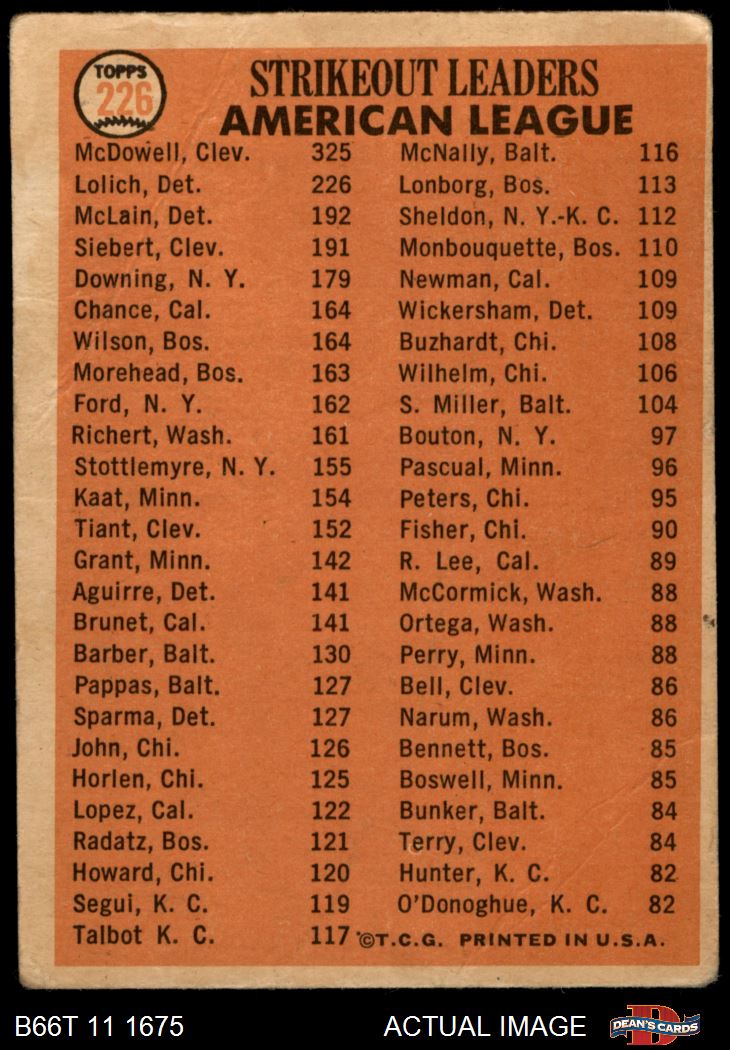 TOPPS
226
STRIKEOUT LEADERS
AMERICAN LEAGUE
McDowell, Clev. 325
Lolich, Det. 226
McLain, Det. 192
Siebert, Clev. 191
Downing, N. Y. 179
Chance, Cal. 164
Wilson, Bos. 164
Morehead, Bos. 163
Ford, N. Y. 162
Richert, Wash. 161
Stottlemyre, N. Y. 155
Kaat, Minn. 154
Tiant, Clev. 152
Grant, Minn. 142
Aguirre, Det. 141
Brunet, Cal. 141
Barber, Balt. 130
Pappas, Balt. 127
Sparma, Det. 127
John, Chi. 126
Horlen, Chi. 125
Lopez, Cal. 122
Radatz, Bos. 121
Howard, Chi. 120
Segui, K. C. 119
Talbot K. C. 117
McNally, Balt. 116
Lonborg, Bos. 113
Sheldon, N. Y.-K. C. 112
Monbouquette, Bos. 110
Newman, Cal. 109
Wickersham, Det. 109
Buzhardt, Chi. 108
Wilhelm, Chi. 106
S. Miller, Balt. 104
Bouton, N. Y. 97
Pascual, Minn. 96
Peters, Chi. 95
Fisher, Chi. 90
R. Lee, Cal. 89
McCormick, Wash. 88
Ortega, Wash. 88
Perry, Minn. 88
Bell, Clev. 86
Narum, Wash. 86
Bennett, Bos. 85
Boswell, Minn. 85
Bunker, Balt. 84
Terry, Clev. 84
Hunter, K. C. 82
O'Donoghue, K. C. 82
©T.C.G. PRINTED IN U.S.A.
B66T 11 1675
ACTUAL IMAGE
DEAN'S CARDS